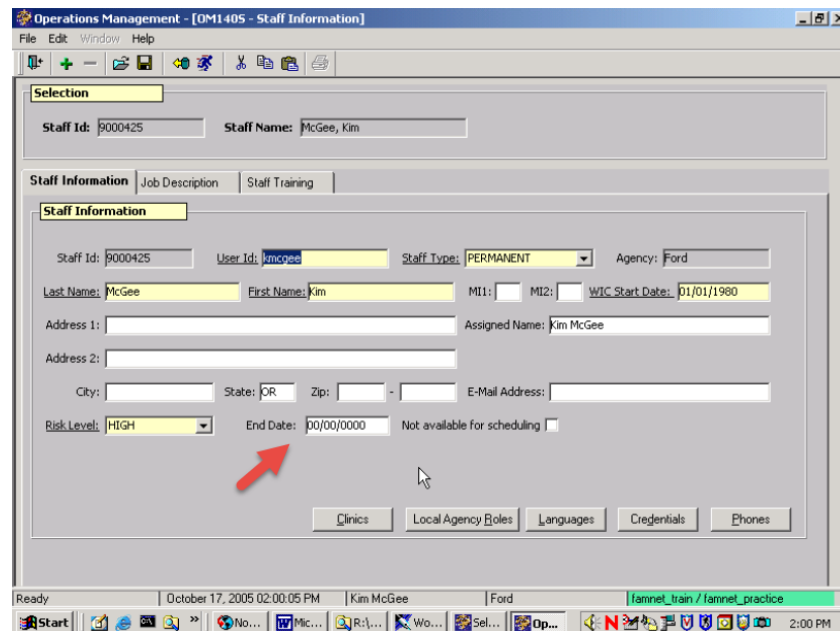 Operations Management - [OM140S - Staff Information]
File Edit Window Help
Selection
Staff Id: 9000425 Staff Name: McGee, Kim
Staff Information Job Description Staff Training
Staff Information
Staff Id: 9000425 User Id: kmcgee Staff Type: PERMANENT Agency: Ford
Last Name: McGee First Name: Kim MI1: MI2: WIC Start Date: 01/01/1980
Address 1: Assigned Name: Kim McGee
Address 2:
City: State: OR Zip: - E-Mail Address:
Risk Level: HIGH End Date: 00/00/0000 Not available for scheduling
Clinics Local Agency Roles Languages Credentials Phones
Ready October 17, 2005 02:00:05 PM Kim McGee Ford famnet_train / famnet_practice
Start » No... Mic... R:\... Wo... Sel... Op... 2:00 PM